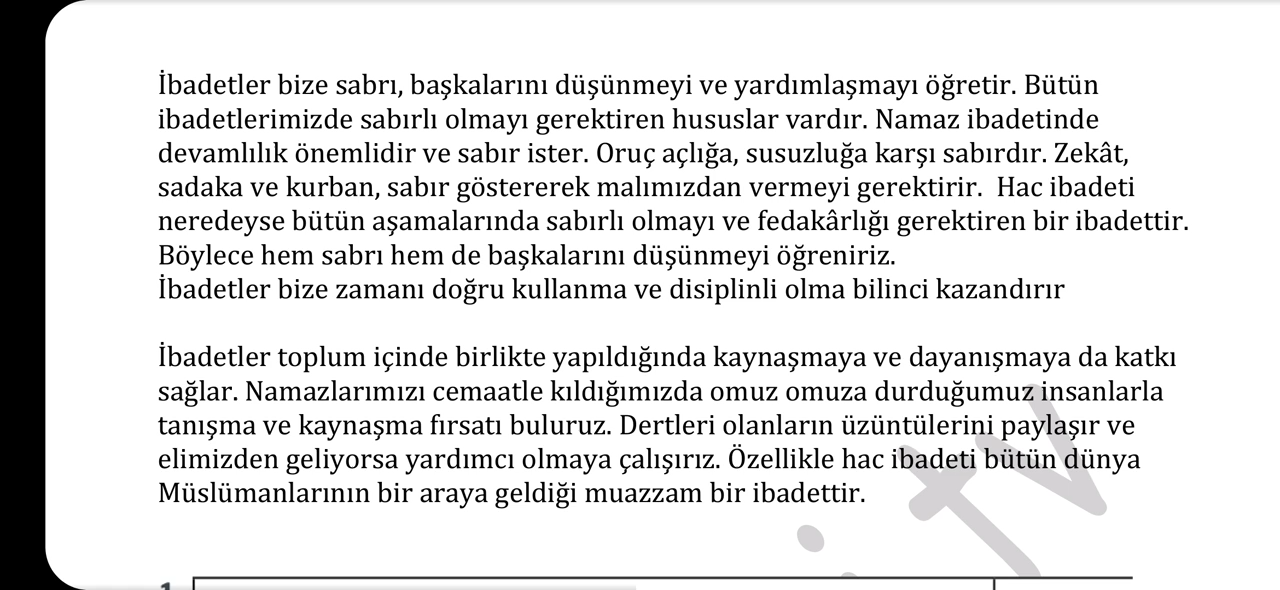 İbadetler bize sabrı, başkalarını düşünmeyi ve yardımlaşmayı öğretir. Bütün
ibadetlerimizde sabırlı olmayı gerektiren hususlar vardır. Namaz ibadetinde
devamlılık önemlidir ve sabır ister. Oruç açlığa, susuzluğa karşı sabırdır. Zekât,
sadaka ve kurban, sabır göstererek malımızdan vermeyi gerektirir.  Hac ibadeti
neredeyse bütün aşamalarında sabırlı olmayı ve fedakârlığı gerektiren bir ibadettir.
Böylece hem sabrı hem de başkalarını düşünmeyi öğreniriz.
İbadetler bize zamanı doğru kullanma ve disiplinli olma bilinci kazandırır
İbadetler toplum içinde birlikte yapıldığında kaynaşmaya ve dayanışmaya da katkı
sağlar. Namazlarımızı cemaatle kıldığımızda omuz omuza durduğumuz insanlarla
tanışma ve kaynaşma fırsatı buluruz. Dertleri olanların üzüntülerini paylaşır ve
elimizden geliyorsa yardımcı olmaya çalışırız. Özellikle hac ibadeti bütün dünya
Müslümanlarının bir araya geldiği muazzam bir ibadettir.
tv